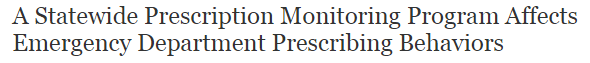 A Statewide Prescription Monitoring Program Affects
Emergency Department Prescribing Behaviors